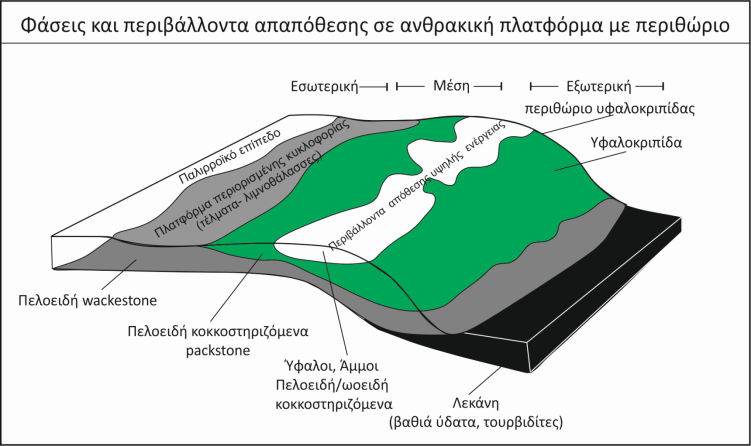 Φάσεις και περιβάλλοντα απαπόθεσης σε ανθρακική πλατφόρμα με περιθώριο
Εσωτερική
Μέση
Εξωτερική
περιθώριο υφαλοκριπίδας
Υφαλοκριπίδα
Παλιρροϊκό επίπεδο
Πλατφόρμα περιορισμένης κυκλοφορίας
(τέλματα- λιμνοθάλασσες)
Περιβάλλοντα απόθεσης υψηλής ενέργειας
Πελοειδή wackestone
Πελοειδή κοκκοστηριζόμενα
packstone
Ύφαλοι, Άμμοι
Πελοειδή/ωοειδή
κοκκοστηριζόμενα
Λεκάνη
(βαθιά ύδατα, τουρβιδίτες)